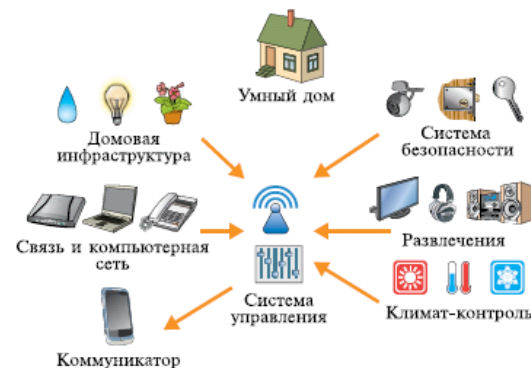 Умный дом
Домовая
инфраструктура
Система
безопасности
Связь и компьютерная
сеть
Развлечения
Система
управления
Климат-контроль
Коммуникатор